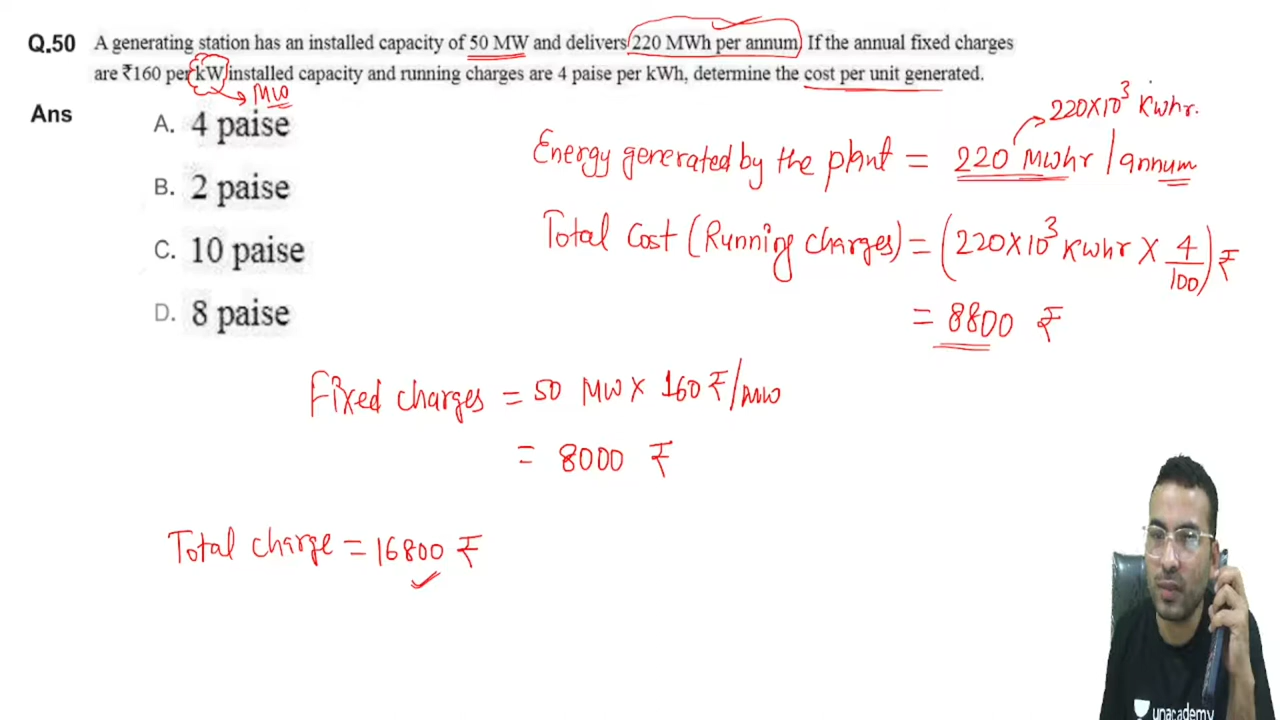 Q.50 A generating station has an installed capacity of 50 MW and delivers 220 MWh per annum If the annual fixed charges
are ₹160 per kW installed capacity and running charges are 4 paise per kWh, determine the cost per unit generated.
MW
Ans
A. 4 paise
B. 2 paise
C. 10 paise
D. 8 paise
220X10³ Kwhr.
Energy generated by the plant = 220 MWhr/annum
Total Cost (Running charges) = (220X10³ Kwhr X 4/100) ₹
= 8800 ₹
Fixed charges = 50 MW X 160 ₹/MW
= 8000 ₹
Total charge = 16800 ₹
unacademy